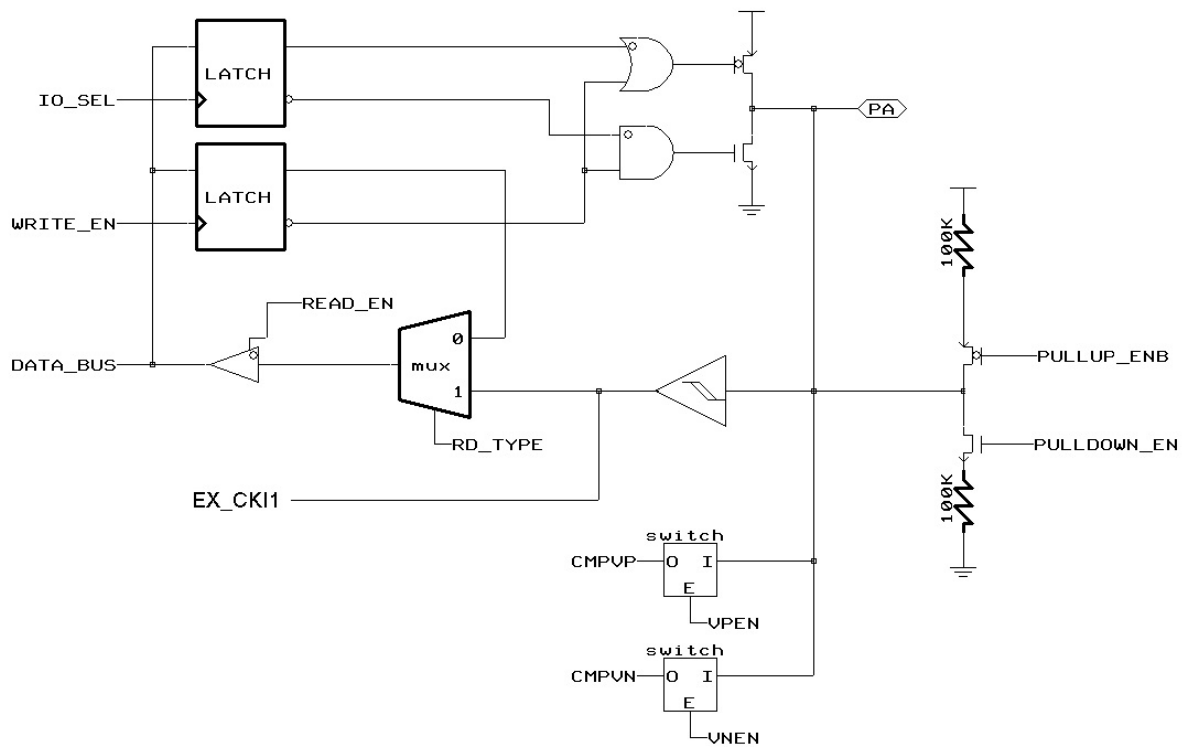 LATCH
IO_SEL
PA
LATCH
WRITE_EN
100K
READ_EN
0
DATA_BUS
mux
PULLUP_ENB
1
RD_TYPE
PULLDOWN_EN
EX_CKI1
100K
switch
CMPVP O I
E
VPEN
switch
CMPVN O I
E
VNEN